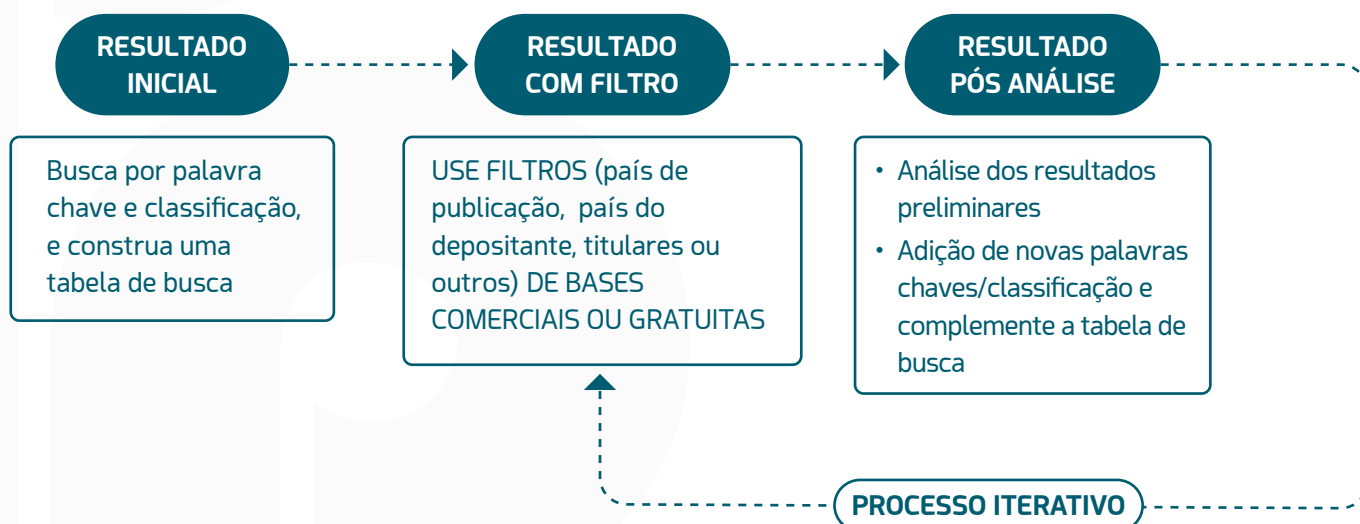 RESULTADO
INICIAL
RESULTADO
COM FILTRO
RESULTADO
PÓS ANÁLISE
Busca por palavra
chave e classificação,
e construa uma
tabela de busca
USE FILTROS (país de
publicação, país do
depositante, titulares ou
outros) DE BASES
COMERCIAIS OU GRATUITAS
• Análise dos resultados
preliminares
• Adição de novas palavras
chaves/classificação e
complemente a tabela de
busca
PROCESSO ITERATIVO